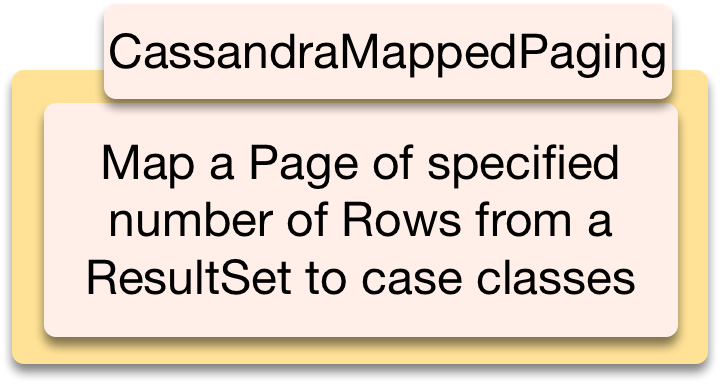 CassandraMappedPaging
Map a Page of specified
number of Rows from a
ResultSet to case classes